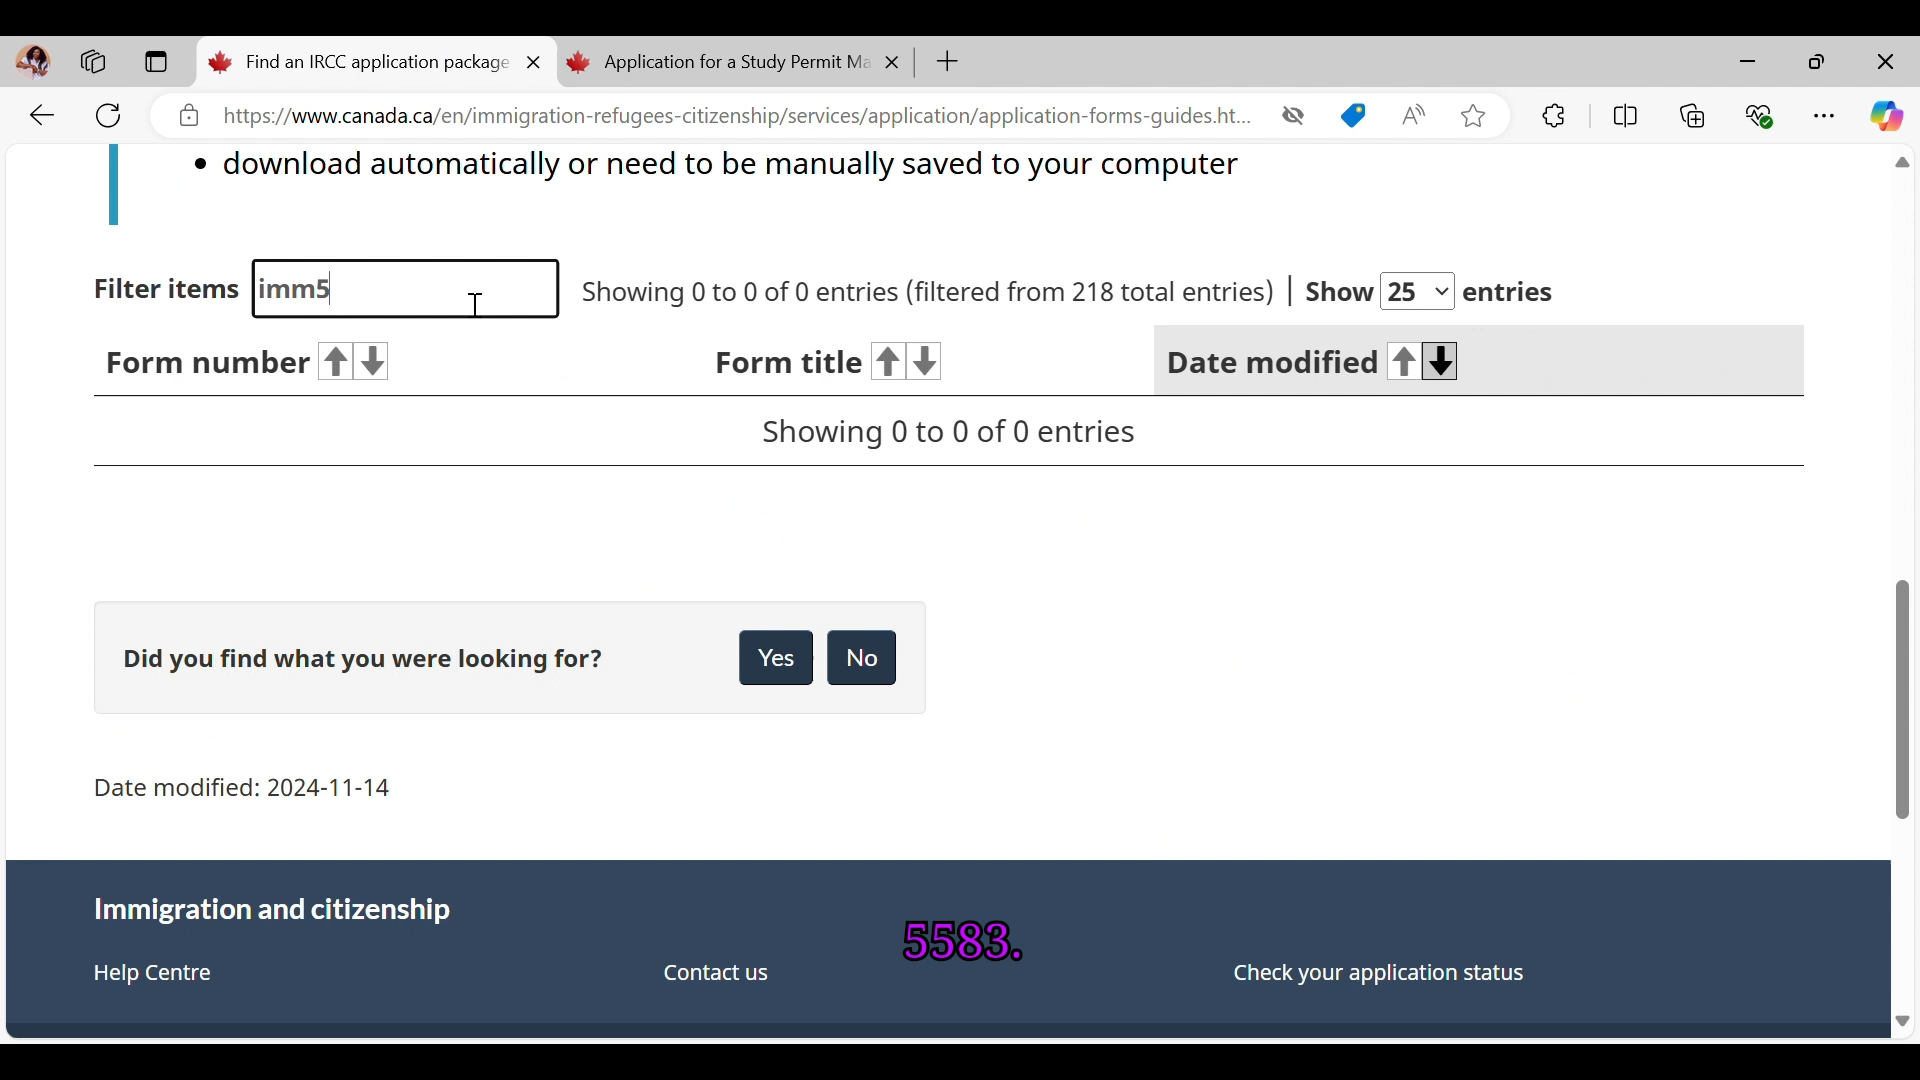 Find an IRCC application package
Application for a Study Permit Ma
https://www.canada.ca/en/immigration-refugees-citizenship/services/application/application-forms-guides.ht...
• download automatically or need to be manually saved to your computer
Filter items imm5 Showing 0 to 0 of 0 entries (filtered from 218 total entries) | Show 25 entries
Form number Form title Date modified
Showing 0 to 0 of 0 entries
Did you find what you were looking for? Yes No
Date modified: 2024-11-14
Immigration and citizenship
5583.
Help Centre Contact us Check your application status